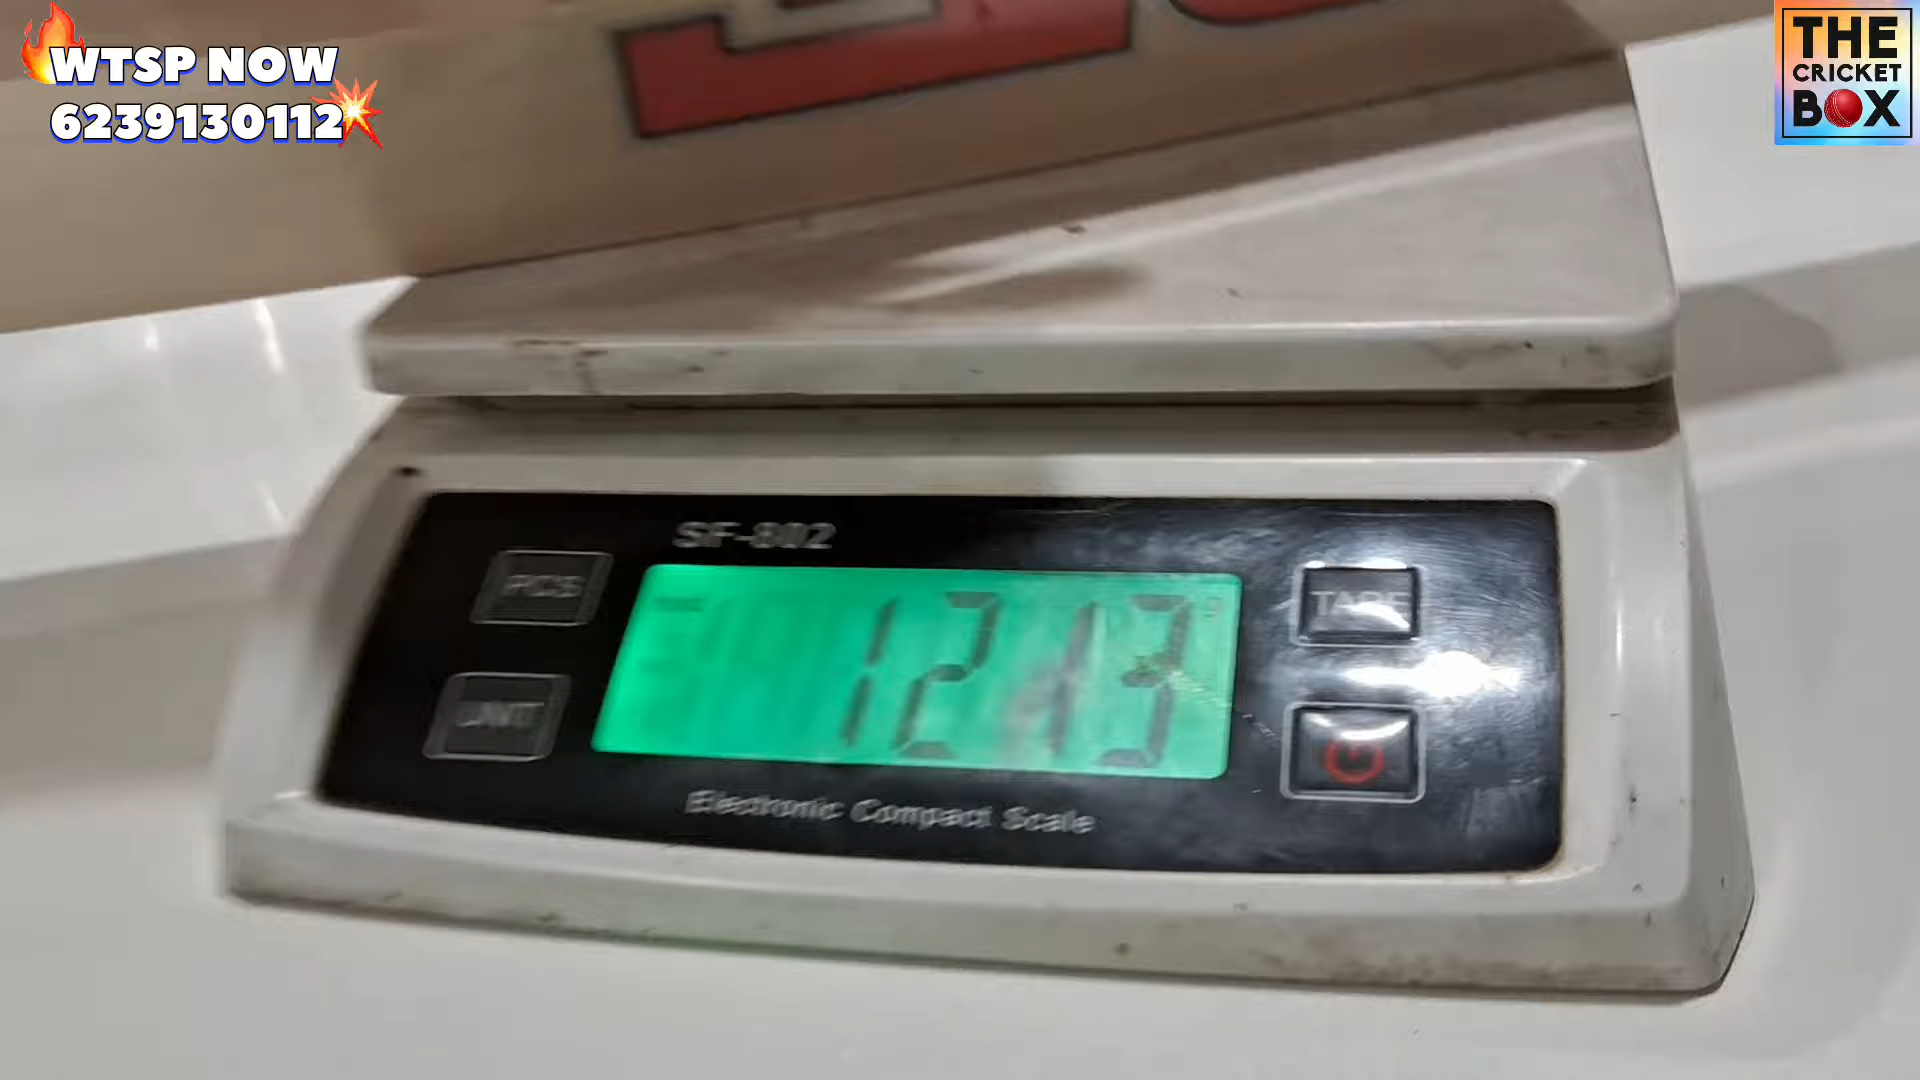 WTSP NOW
6239130112
THE
CRICKET
BOX
SF-802
PCS
UNIT
1213
g
TARE
Electronic Compact Scale